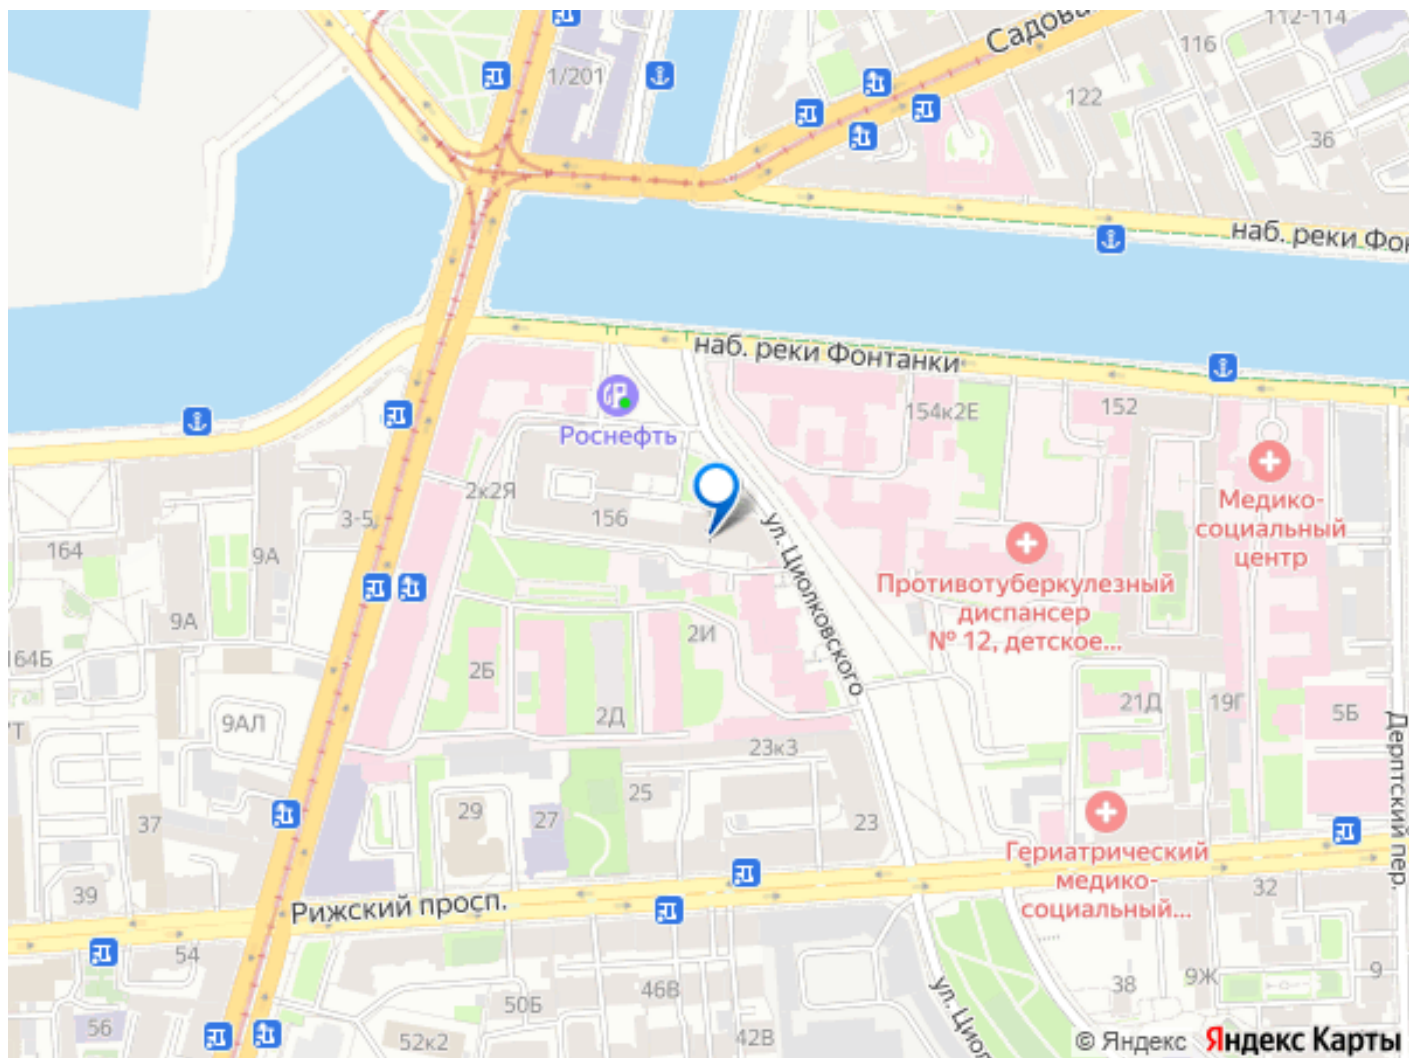 112-114
Садова
116
1/201
122
36
наб. реки Фон
наб. реки Фонтанки
154к2Е
152
Роснефть
2к2Я
156
3-5
164
9А
9А
164Б
Медико-
социальный
центр
ул. Циолковского
Противотуберкулезный
диспансер
№ 12, детское...
2И
2Б
2Д
21Д
19Г
5Б
Дерптский пер.
9АЛ
23к3
25
29
27
23
37
39
Гериатрический
медико-
социальный...
32
Рижский просп.
54
38
9Ж
9
50Б
46В
ул. Циол
56
52к2
42В
© Яндекс
Яндекс Карты